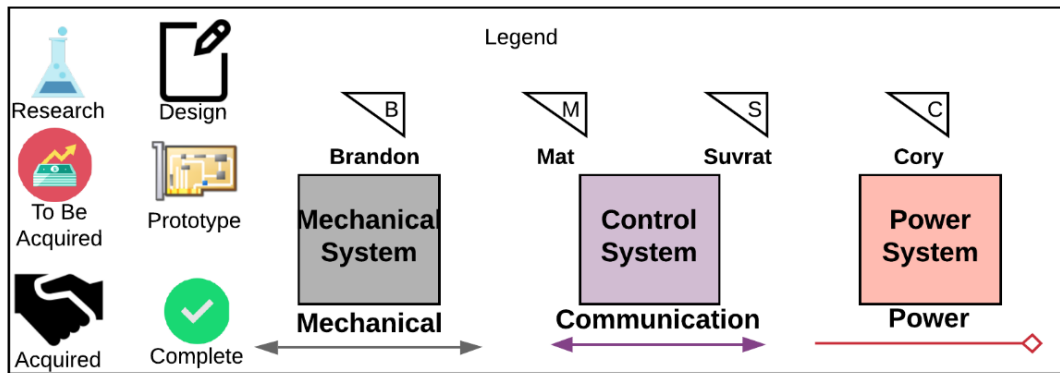 Legend
Research
Design
B
M
S
C
Brandon
Mat
Suvrat
Cory
To Be
Acquired
Prototype
Mechanical
System
Control
System
Power
System
Acquired
Complete
Mechanical
Communication
Power